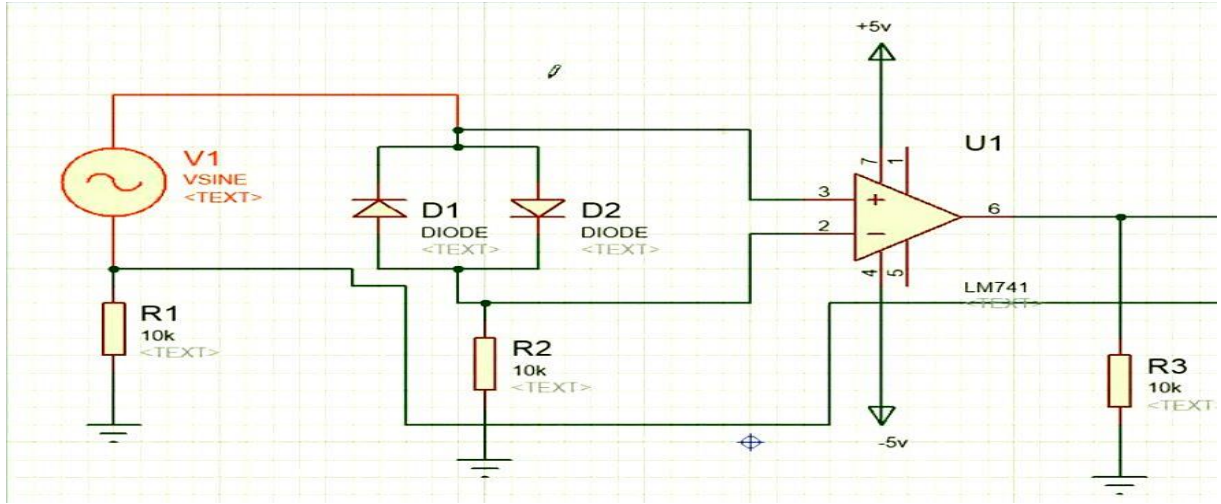 +5v
V1
VSINE
<TEXT>
D1
DIODE
<TEXT>
D2
DIODE
<TEXT>
U1
7
1
3
2
6
4
5
LM741
<TEXT>
R1
10k
<TEXT>
R2
10k
<TEXT>
R3
10k
<TEXT>
-5v